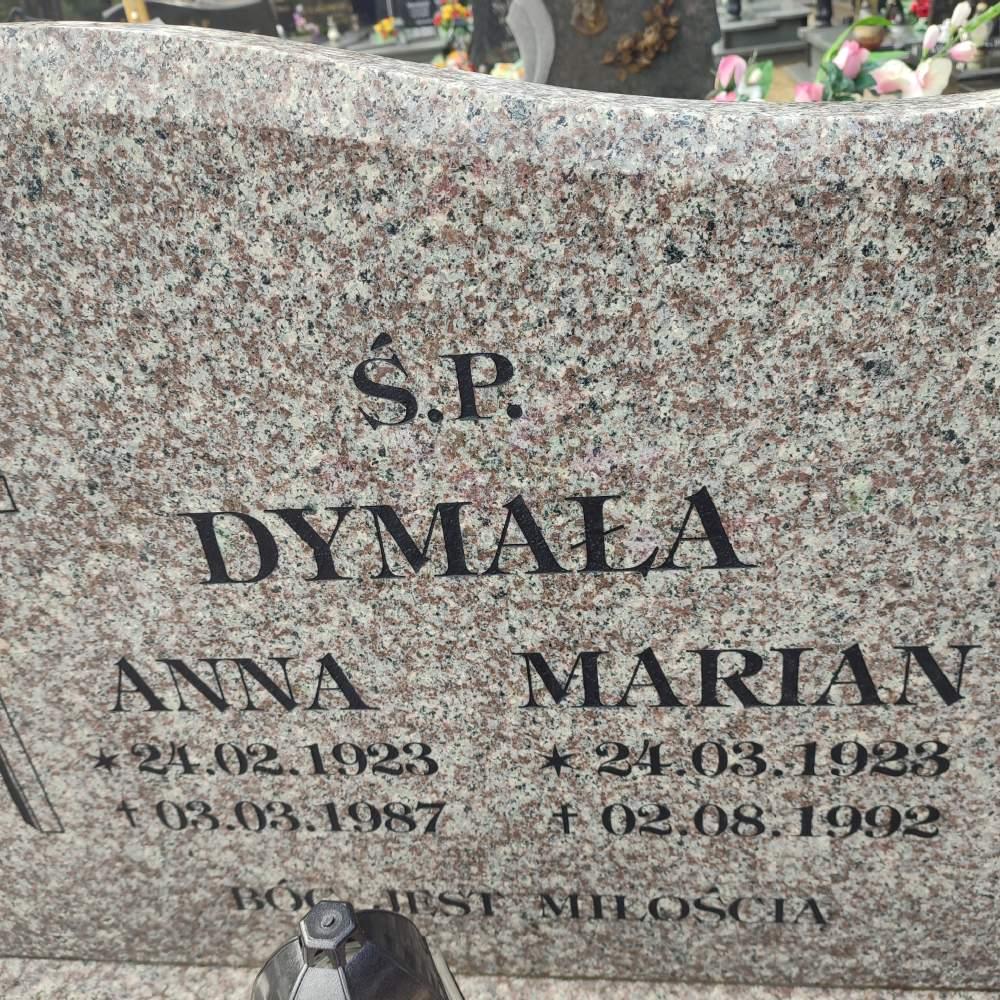 Ś.P.
DYMAŁA
ANNA MARIAN
★24.02.1923 ★ 24.03.1923
† 03.03.1987 † 02.08.1992
BÓG JEST MIŁOŚCIĄ